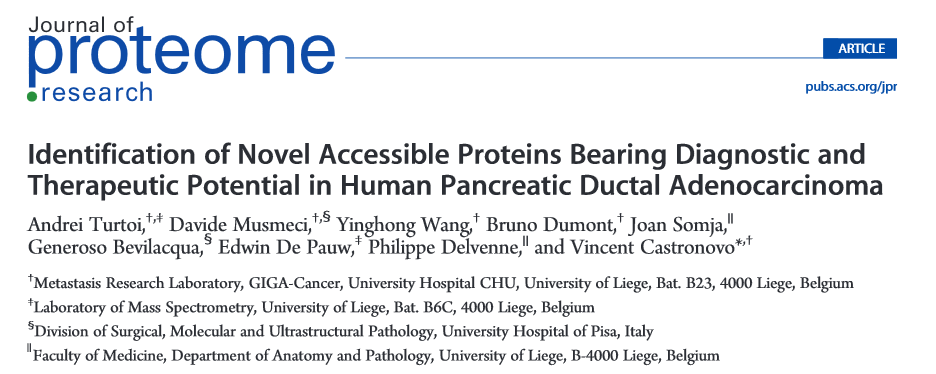 Journal of
proteome
research
ARTICLE
pubs.acs.org/jpr
Identification of Novel Accessible Proteins Bearing Diagnostic and
Therapeutic Potential in Human Pancreatic Ductal Adenocarcinoma
Andrei Turtoi,†,‡ Davide Musmeci,†,§ Yinghong Wang,† Bruno Dumont,† Joan Somja,∥
Generoso Bevilacqua,§ Edwin De Pauw,‡ Philippe Delvenne,∥ and Vincent Castronovo*,†
†Metastasis Research Laboratory, GIGA-Cancer, University Hospital CHU, University of Liege, Bat. B23, 4000 Liege, Belgium
‡Laboratory of Mass Spectrometry, University of Liege, Bat. B6C, 4000 Liege, Belgium
§Division of Surgical, Molecular and Ultrastructural Pathology, University Hospital of Pisa, Italy
∥Faculty of Medicine, Department of Anatomy and Pathology, University of Liege, B-4000 Liege, Belgium